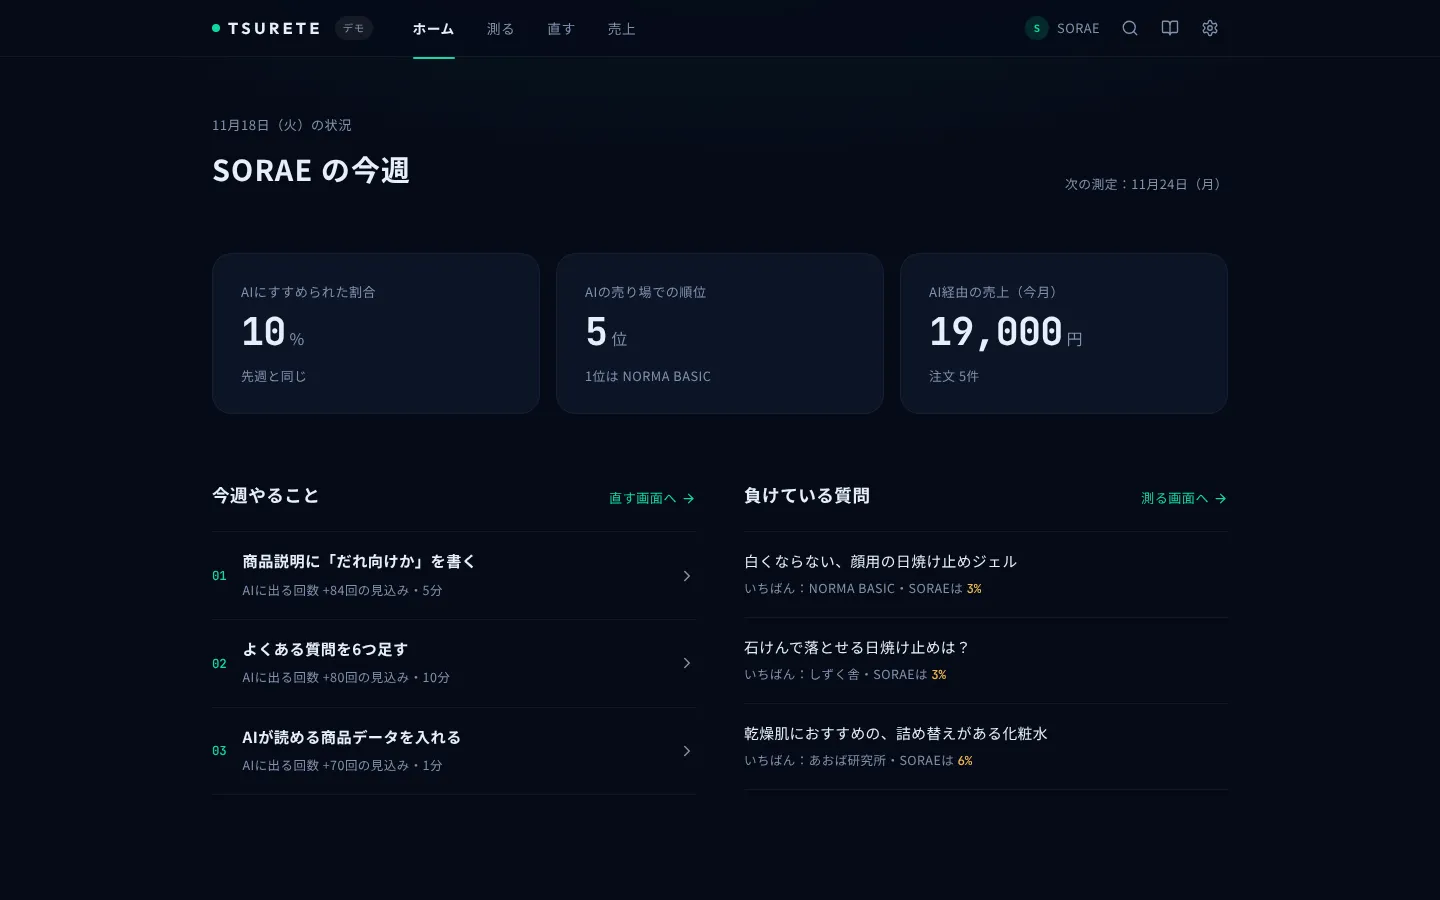 TSURETE デモ ホーム 測る 直す 売上 S SORAE
11月18日（火）の状況
SORAE の今週
次の測定：11月24日（月）
AIにすすめられた割合
10 %
先週と同じ
AIの売り場での順位
5 位
1位は NORMA BASIC
AI経由の売上（今月）
19,000 円
注文 5件
今週やること 直す画面へ →
01 商品説明に「だれ向けか」を書く
AIに出る回数 +84回の見込み・5分
02 よくある質問を6つ足す
AIに出る回数 +80回の見込み・10分
03 AIが読める商品データを入れる
AIに出る回数 +70回の見込み・1分
負けている質問 測る画面へ →
白くならない、顔用の日焼け止めジェル
いちばん：NORMA BASIC・SORAEは 3%
石けんで落とせる日焼け止めは？
いちばん：しずく舎・SORAEは 3%
乾燥肌におすすめの、詰め替えがある化粧水
いちばん：あおば研究所・SORAEは 6%